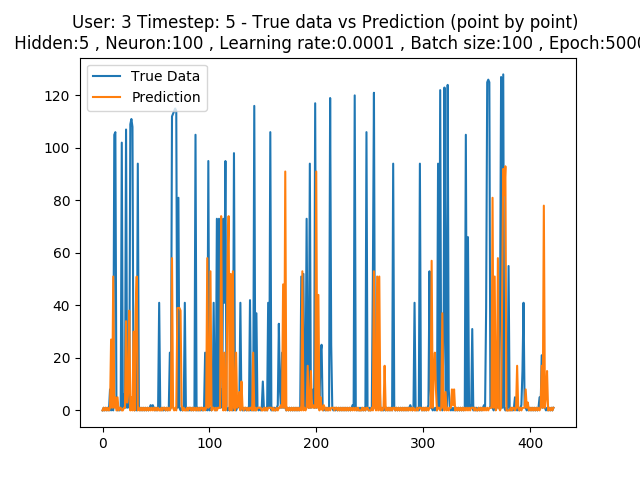 User: 3 Timestep: 5 - True data vs Prediction (point by point)
Hidden:5 , Neuron:100 , Learning rate:0.0001 , Batch size:100 , Epoch:5000
True Data
Prediction
120
100
80
60
40
20
0
0 100 200 300 400